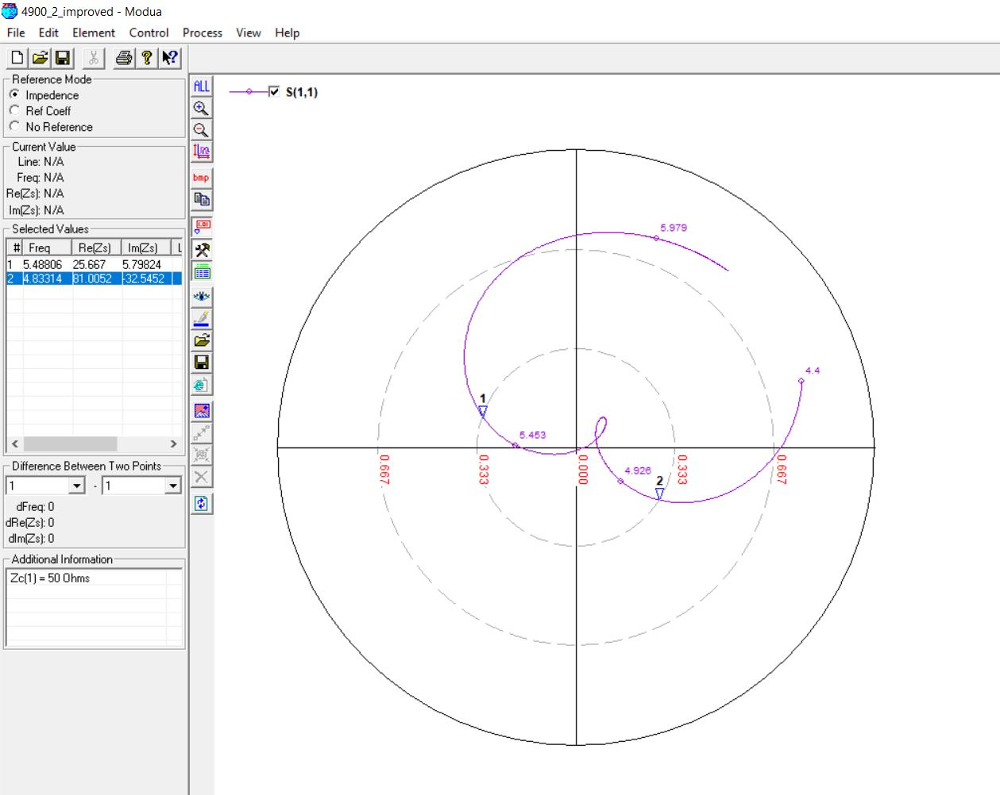 4900_2_improved - Modua
File Edit Element Control Process View Help
Reference Mode
Impedence
Ref Coeff
No Reference
Current Value
Line: N/A
Freq: N/A
Re(Zs): N/A
Im(Zs): N/A
Selected Values
# Freq Re(Zs) Im(Zs) L
1 5.48806 25.667 5.79824
2 4.83314 81.0052 -32.5452
Difference Between Two Points
1 - 1
dFreq: 0
dRe(Zs): 0
dIm(Zs): 0
Additional Information
Zc(1) = 50 Ohms
ALL
bmp
1.01
S(1,1)
5.979
4.4
1
5.453
0.667 0.333 0.000 0.333 0.667
4.926
2